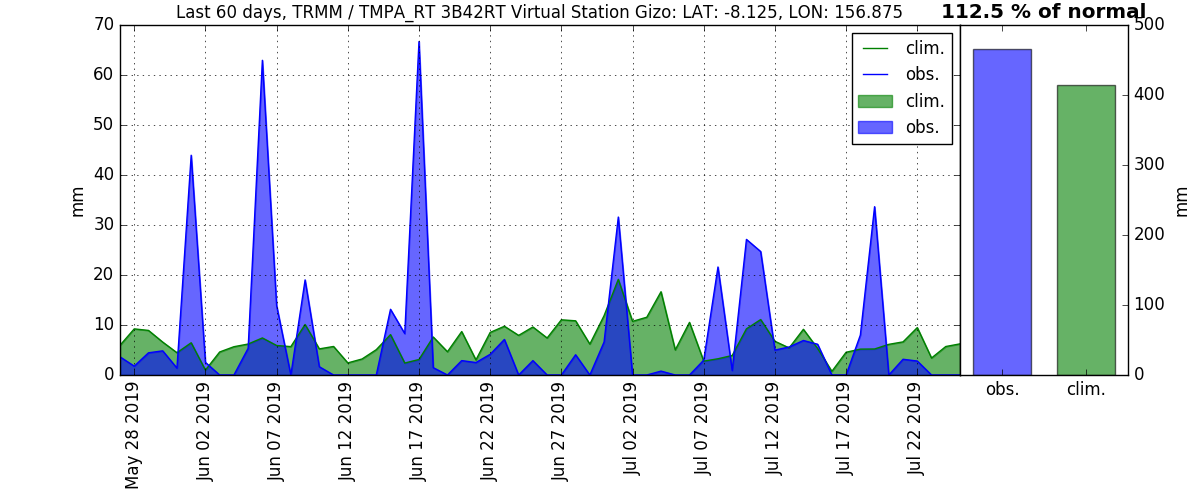 Last 60 days, TRMM / TMPA_RT 3B42RT Virtual Station Gizo: LAT: -8.125, LON: 156.875
112.5 % of normal
70
60
50
40
30
20
10
0
mm
clim.
obs.
clim.
obs.
500
400
300
200
100
0
mm
obs.
clim.
May 28 2019
Jun 02 2019
Jun 07 2019
Jun 12 2019
Jun 17 2019
Jun 22 2019
Jun 27 2019
Jul 02 2019
Jul 07 2019
Jul 12 2019
Jul 17 2019
Jul 22 2019